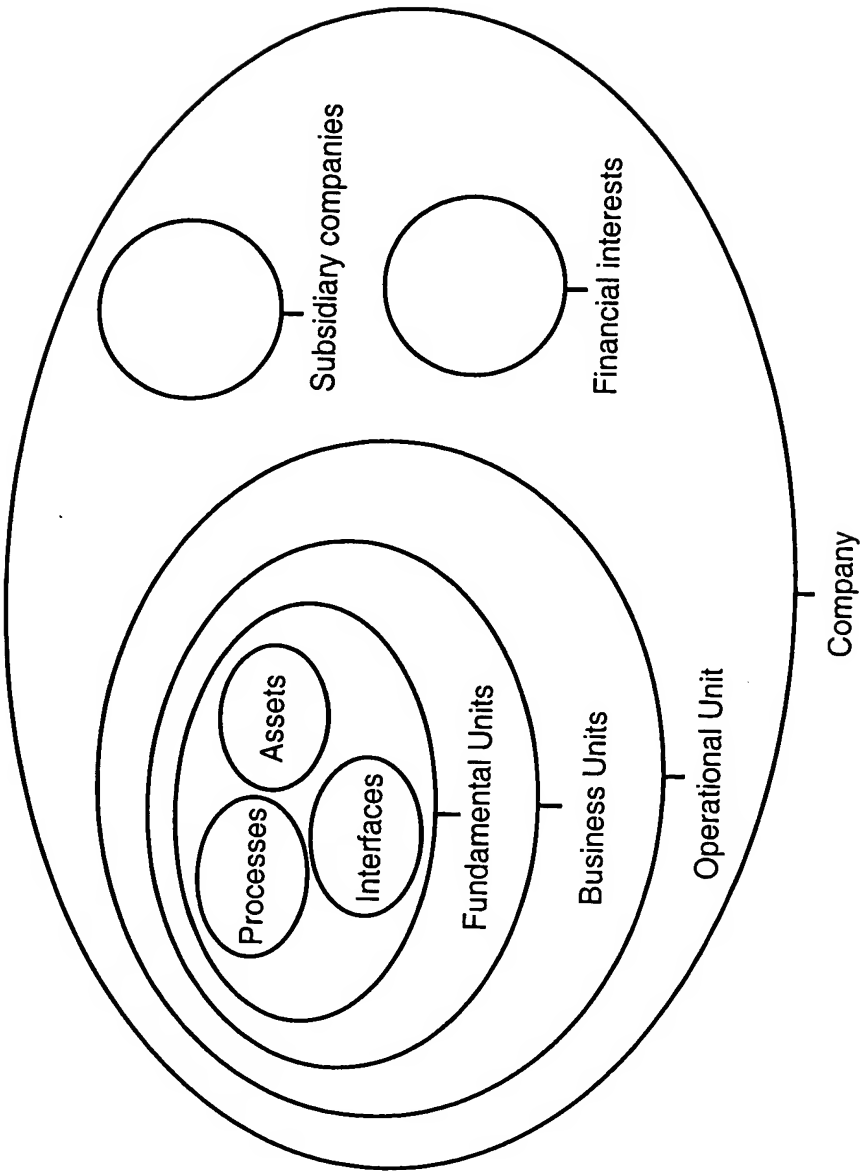 Processes
Assets
Interfaces
Fundamental Units
Business Units
Operational Unit
Subsidiary companies
Financial interests
Company